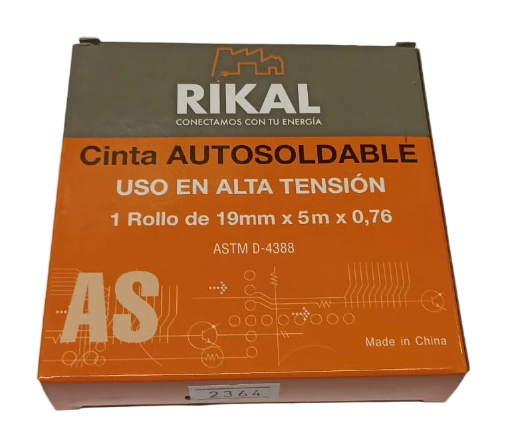 RIKAL
CONECTAMOS CON TU ENERGÍA
Cinta AUTOSOLDABLE
USO EN ALTA TENSIÓN
1 Rollo de 19mm x 5m x 0,76
ASTM D-4388
AS
Made in China
2364